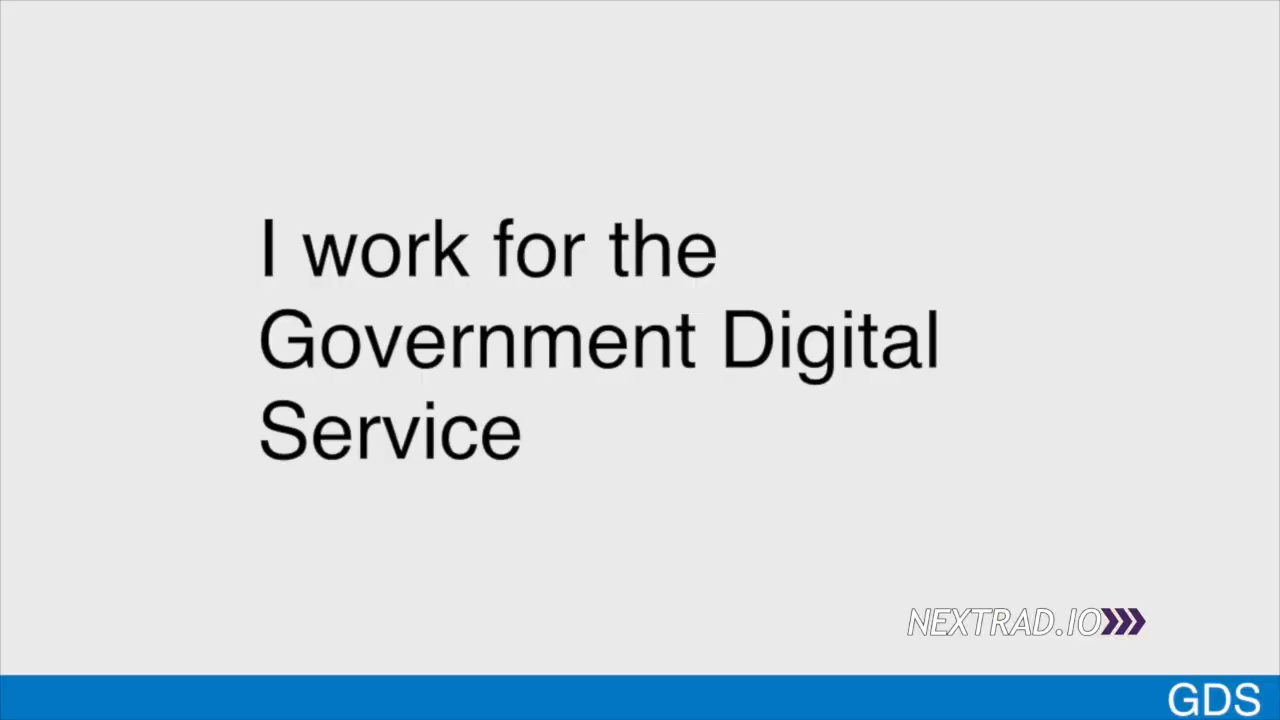 I work for the
Government Digital
Service
NEXTRAD.IO
GDS